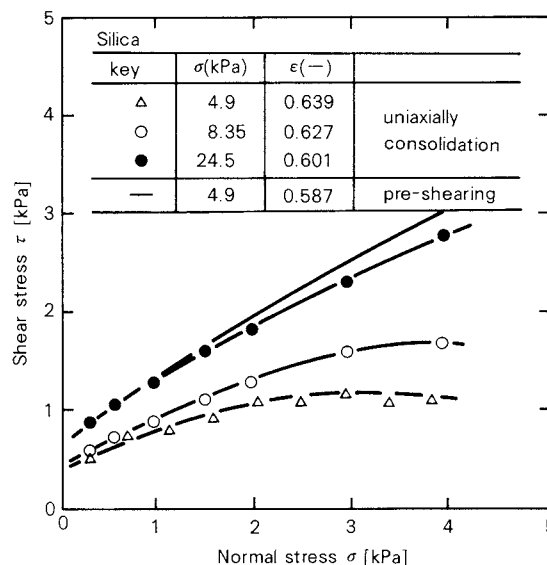 5
Silica
key σ(kPa) ε(−)
△ 4.9 0.639
○ 8.35 0.627
● 24.5 0.601
uniaxially
consolidation
— 4.9 0.587 pre-shearing
4
3
2
1
0
Shear stress τ [kPa]
0 1 2 3 4 5
Normal stress σ [kPa]